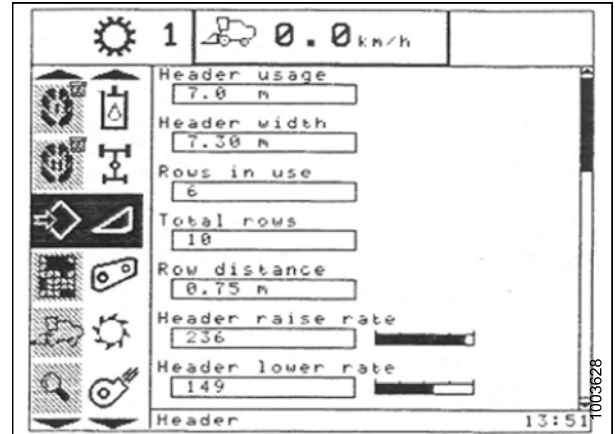 1 0.0 km/h
Header usage
7.0 m
Header width
7.30 m
Rows in use
6
Total rows
10
Row distance
0.75 m
Header raise rate
236
Header lower rate
149
Header 13:51
1003628